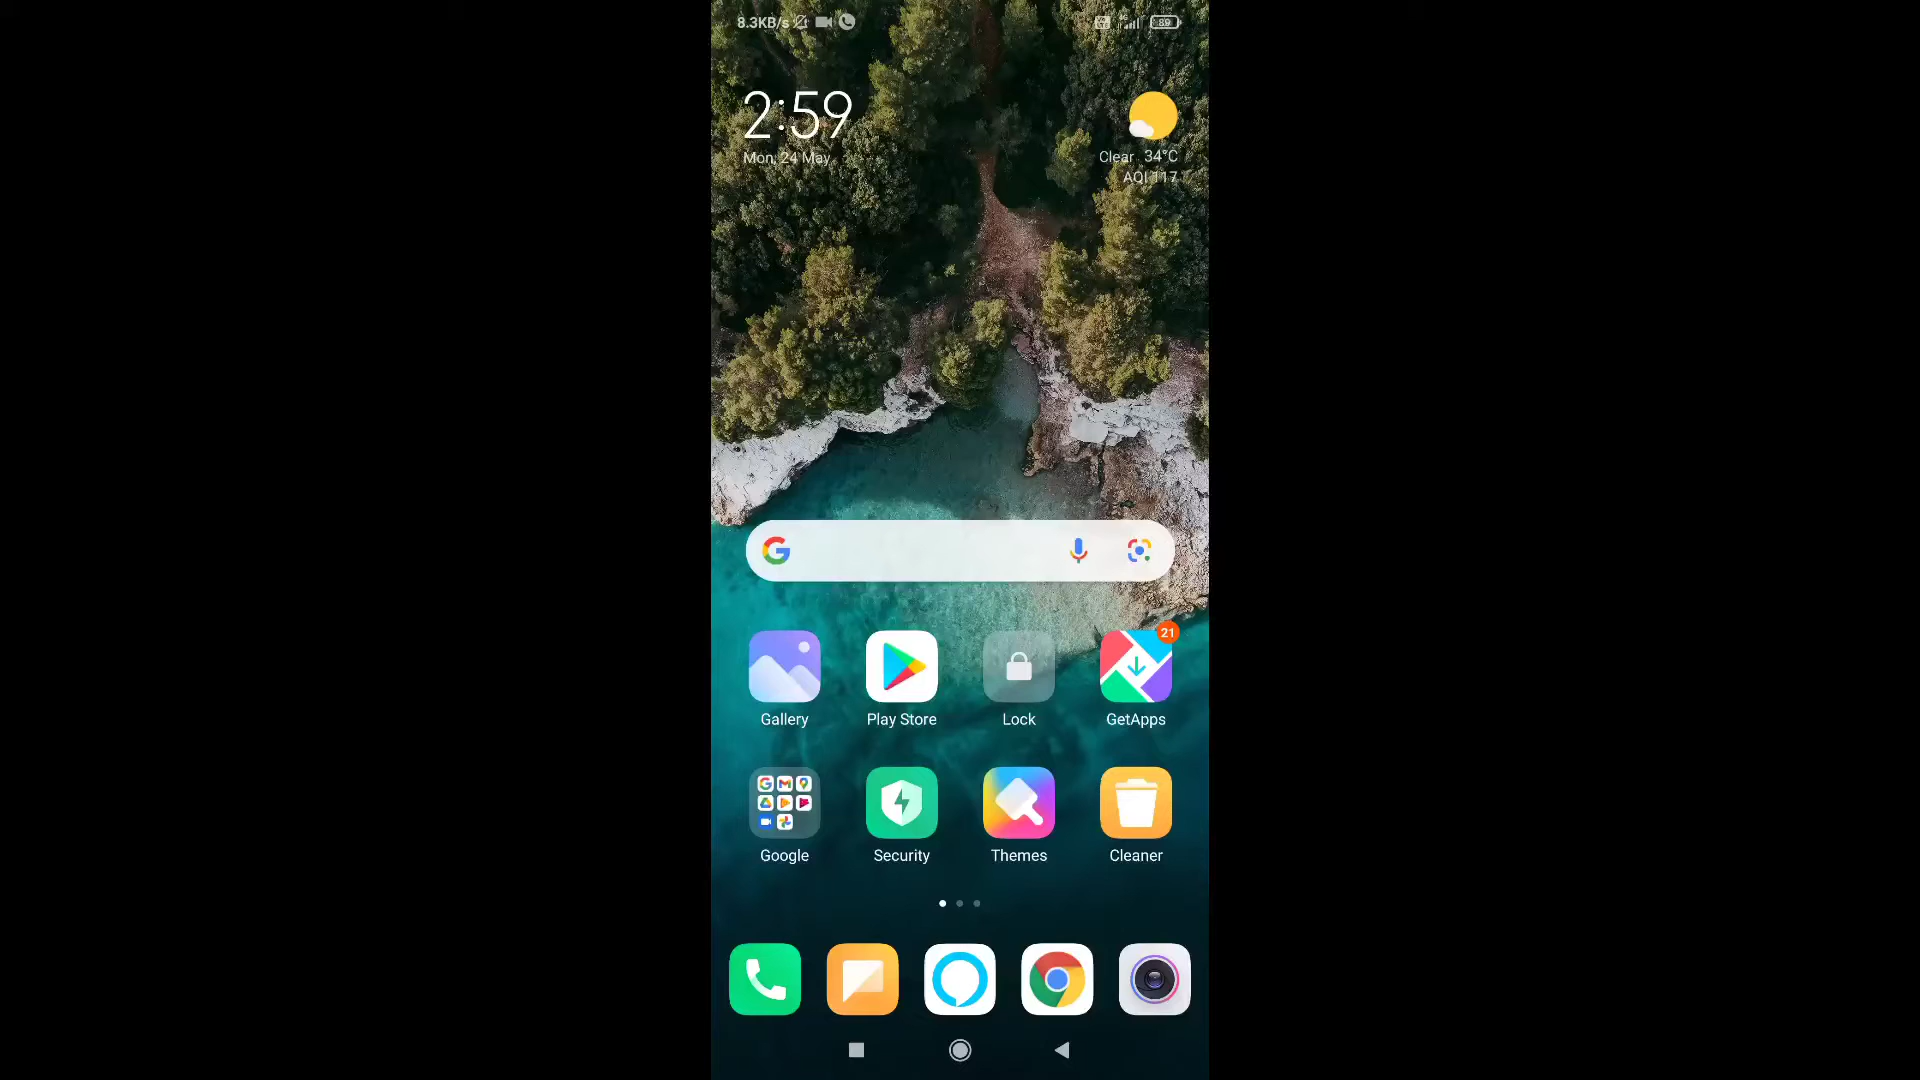 8.3KB/s
89
2:59
Mon, 24 May
Clear 34°C
AQI 117
21
Gallery
Play Store
Lock
GetApps
Google
Security
Themes
Cleaner